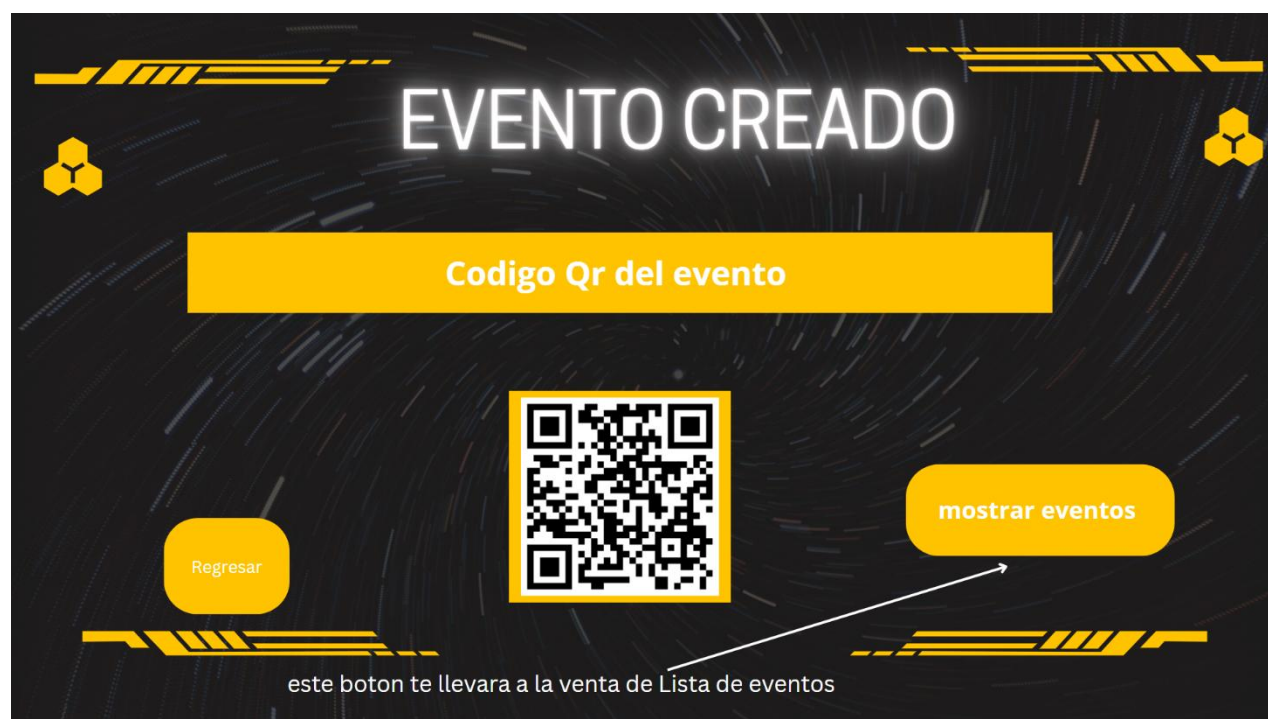 EVENTO CREADO
Codigo Qr del evento
mostrar eventos
Regresar
este boton te llevara a la venta de Lista de eventos